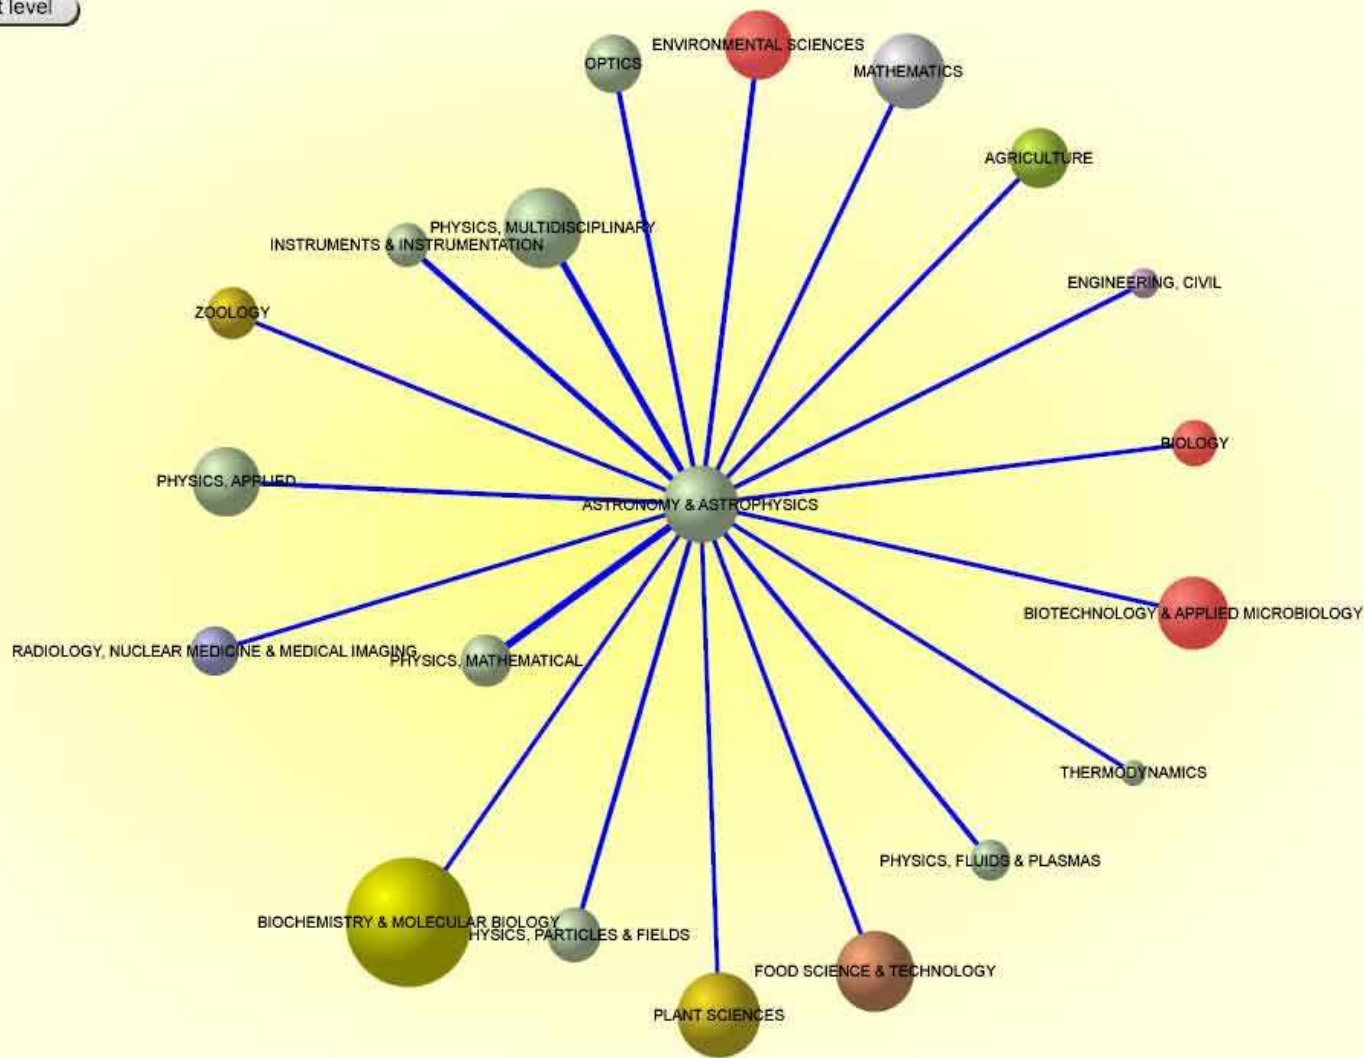 t level
ENVIRONMENTAL SCIENCES
OPTICS
MATHEMATICS
AGRICULTURE
PHYSICS, MULTIDISCIPLINARY
INSTRUMENTS & INSTRUMENTATION
ENGINEERING, CIVIL
ZOOLOGY
BIOLOGY
PHYSICS, APPLIED
ASTRONOMY & ASTROPHYSICS
BIOTECHNOLOGY & APPLIED MICROBIOLOGY
RADIOLOGY, NUCLEAR MEDICINE & MEDICAL IMAGING
PHYSICS, MATHEMATICAL
THERMODYNAMICS
PHYSICS, FLUIDS & PLASMAS
BIOCHEMISTRY & MOLECULAR BIOLOGY
HYSICS, PARTICLES & FIELDS
FOOD SCIENCE & TECHNOLOGY
PLANT SCIENCES